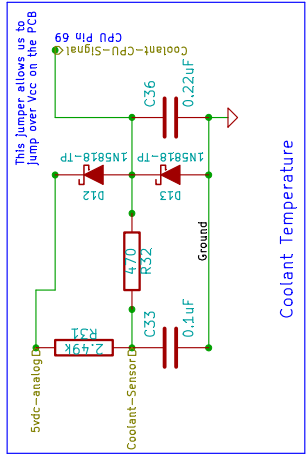 This Jumper allows us to
jump over Vcc on the PCB
CPU Pin 69
Coolant-CPU-Signal
C36
0.22uF
1N5818-TP
1N5818-TP
D12
D13
470
R32
Ground
Coolant Temperature
R31
2.49k
C33
0.1uF
5vdc-analog
Coolant-Sensor